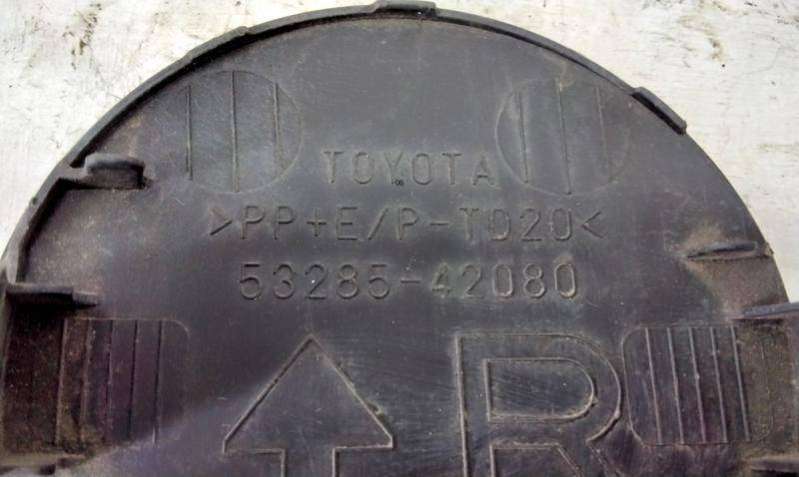 TOYOTA
>PP+E/P-TD20<
53285-42080
R